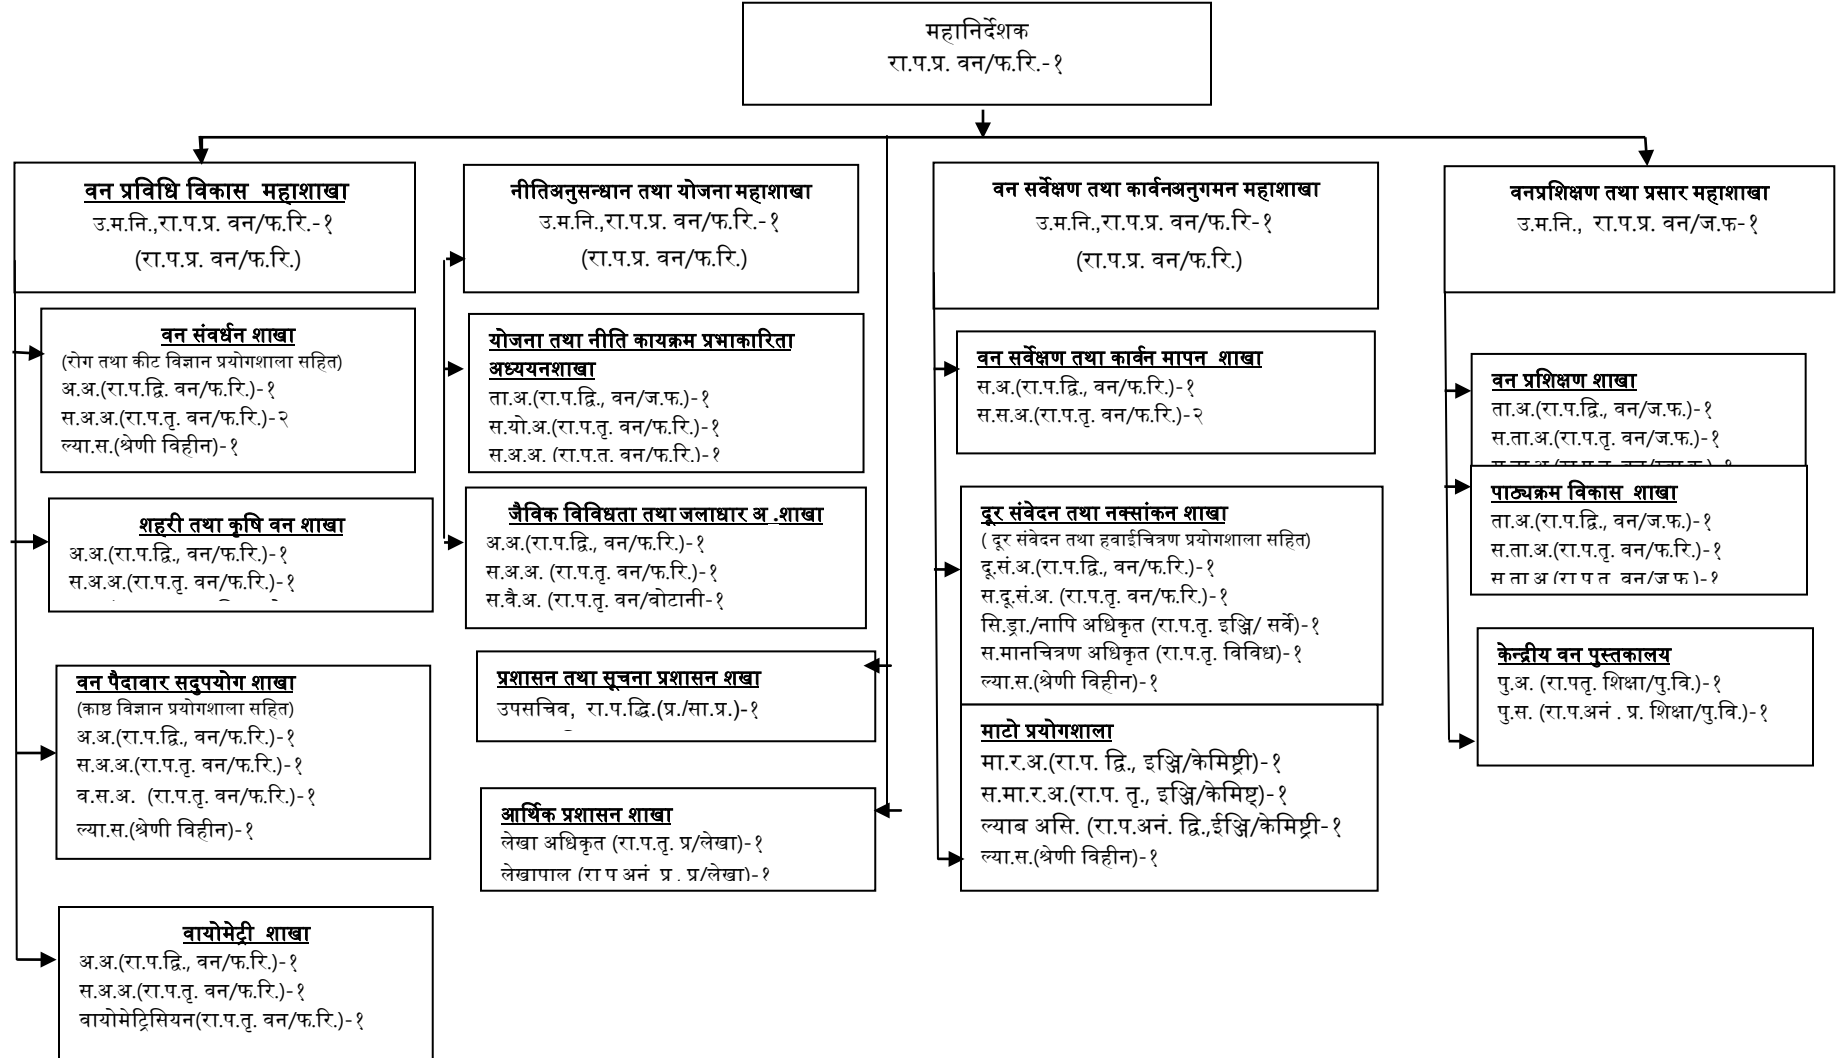 महानिर्देशक
रा.प.प्र. वन/फ.रि.-१
वन प्रविधि विकास महाशाखा
उ.म.नि.,रा.प.प्र. वन/फ.रि.-१
(रा.प.प्र. वन/फ.रि.)
वन संवर्धन शाखा
(रोग तथा कीट विज्ञान प्रयोगशाला सहित)
अ.अ.(रा.प.द्वि. वन/फ.रि.)-१
स.अ.अ.(रा.प.तृ. वन/फ.रि.)-२
ल्या.स.(श्रेणी विहीन)-१
शहरी तथा कृषि वन शाखा
अ.अ.(रा.प.द्वि., वन/फ.रि.)-१
स.अ.अ.(रा.प.तृ. वन/फ.रि.)-१
वन पैदावार सदुपयोग शाखा
(काष्ठ विज्ञान प्रयोगशाला सहित)
अ.अ.(रा.प.द्वि., वन/फ.रि.)-१
स.अ.अ.(रा.प.तृ. वन/फ.रि.)-१
व.स.अ. (रा.प.तृ. वन/फ.रि.)-१
ल्या.स.(श्रेणी विहीन)-१
वायोमेट्री शाखा
अ.अ.(रा.प.द्वि., वन/फ.रि.)-१
स.अ.अ.(रा.प.तृ. वन/फ.रि.)-१
वायोमेट्रिसियन(रा.प.तृ. वन/फ.रि.)-१
नीतिअनुसन्धान तथा योजना महाशाखा
उ.म.नि.,रा.प.प्र. वन/फ.रि.-१
(रा.प.प्र. वन/फ.रि.)
योजना तथा नीति कायक्रम प्रभाकारिता
अध्ययनशाखा
ता.अ.(रा.प.द्वि., वन/ज.फ.)-१
स.यो.अ.(रा.प.तृ. वन/फ.रि.)-१
स.अ.अ. (रा.प.तृ. वन/फ.रि.)-१
जैविक विविधता तथा जलाधार अ .शाखा
अ.अ.(रा.प.द्वि., वन/फ.रि.)-१
स.अ.अ. (रा.प.तृ. वन/फ.रि.)-१
स.वै.अ. (रा.प.तृ. वन/वोटानी-१
प्रशासन तथा सूचना प्रशासन शखा
उपसचिव, रा.प.द्धि.(प्र./सा.प्र.)-१
आर्थिक प्रशासन शाखा
लेखा अधिकृत (रा.प.तृ. प्र/लेखा)-१
लेखापाल (रा.प.अनं. प्र . प्र/लेखा)-१
वन सर्वेक्षण तथा कार्वनअनुगमन महाशाखा
उ.म.नि.,रा.प.प्र. वन/फ.रि-१
(रा.प.प्र. वन/फ.रि.)
वन सर्वेक्षण तथा कार्वन मापन शाखा
स.अ.(रा.प.द्वि., वन/फ.रि.)-१
स.स.अ.(रा.प.तृ. वन/फ.रि.)-२
दूर संवेदन तथा नक्सांकन शाखा
( दूर संवेदन तथा हवाईचित्रण प्रयोगशाला सहित)
दू.सं.अ.(रा.प.द्वि., वन/फ.रि.)-१
स.दू.सं.अ. (रा.प.तृ. वन/फ.रि.)-१
सि.ड्रा./नापि अधिकृत (रा.प.तृ. इञ्जि/ सर्वे)-१
स.मानचित्रण अधिकृत (रा.प.तृ. विविध)-१
ल्या.स.(श्रेणी विहीन)-१
माटो प्रयोगशाला
मा.र.अ.(रा.प. द्वि., इञ्जि/केमिष्ट्री)-१
स.मा.र.अ.(रा.प. तृ., इञ्जि/केमिष्ट्)-१
ल्याब असि. (रा.प.अनं. द्वि.,ईञ्जि/केमिष्ट्री-१
ल्या.स.(श्रेणी विहीन)-१
वनप्रशिक्षण तथा प्रसार महाशाखा
उ.म.नि., रा.प.प्र. वन/ज.फ-१
वन प्रशिक्षण शाखा
ता.अ.(रा.प.द्वि., वन/ज.फ.)-१
स.ता.अ.(रा.प.तृ. वन/ज.फ.)-१
पाठ्यक्रम विकास शाखा
ता.अ.(रा.प.द्वि., वन/ज.फ.)-१
स.ता.अ.(रा.प.तृ. वन/फ.रि.)-१
स.ता.अ.(रा.प.तृ. वन/ज.फ.)-१
केन्द्रीय वन पुस्तकालय
पु.अ. (रा.पतृ. शिक्षा/पु.वि.)-१
पु.स. (रा.प.अनं . प्र. शिक्षा/पु.वि.)-१